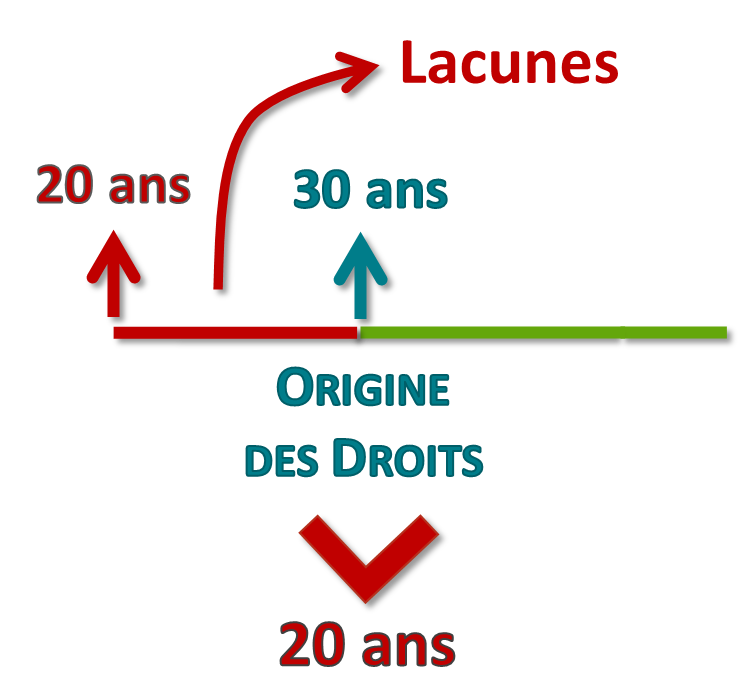 Lacunes
20 ans
30 ans
ORIGINE
DES DROITS
20 ans